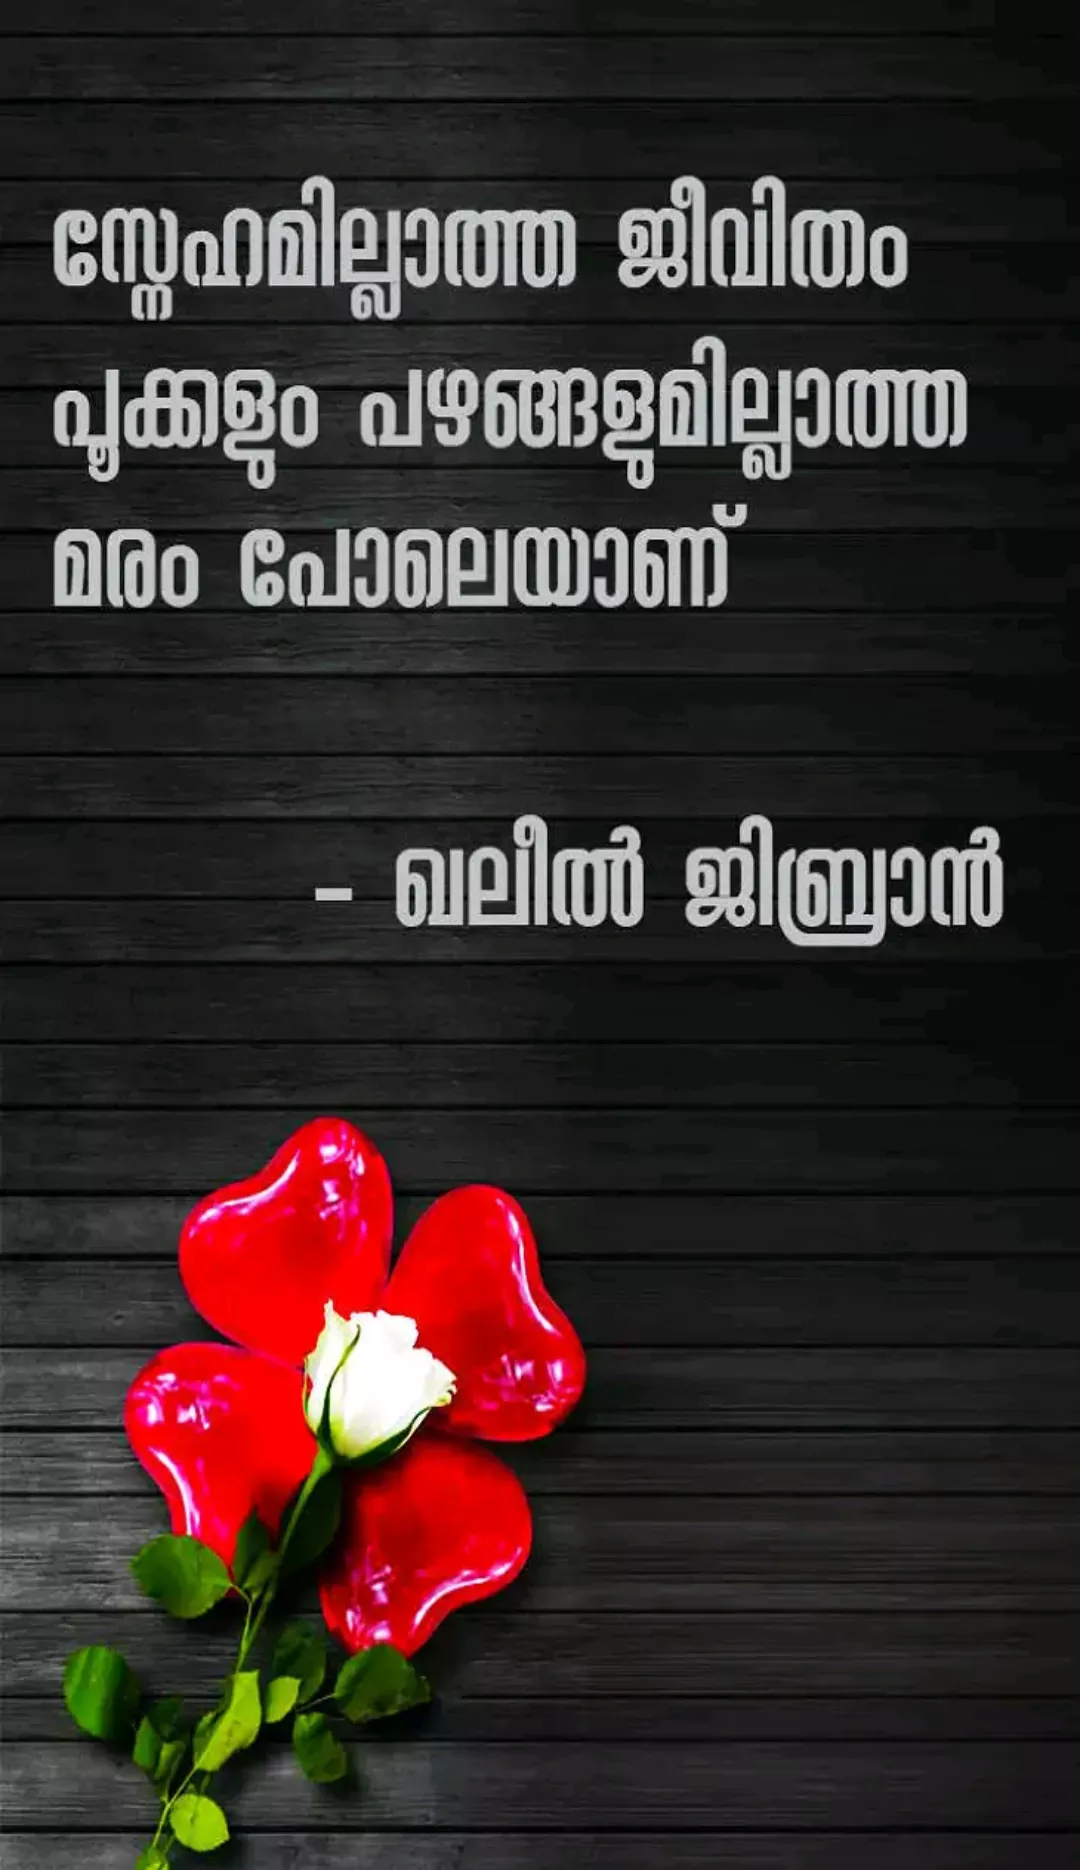 സ്നേഹമില്ലാത്ത ജീവിതം
പൂക്കളും പഴങ്ങളുമില്ലാത്ത
മരം പോലെയാണ്
- ഖലീൽ ജിബ്രാൻ